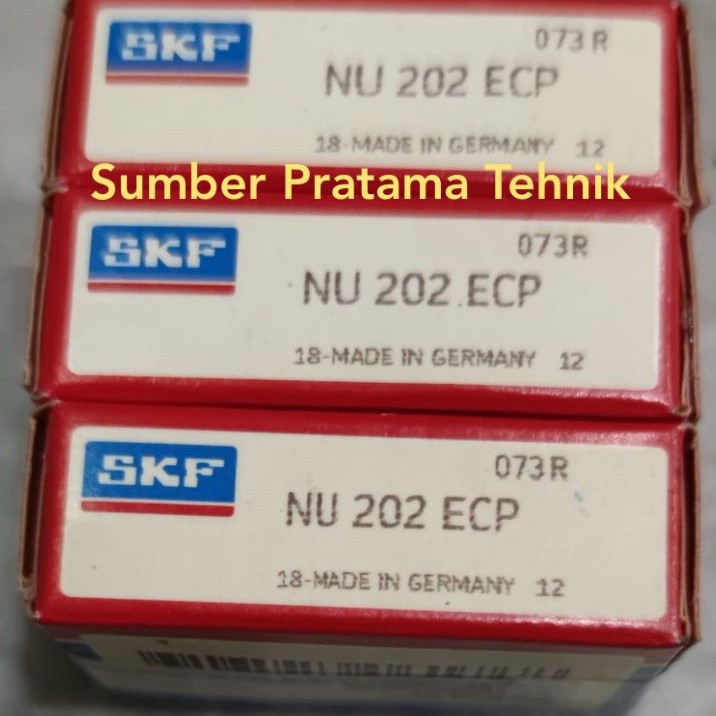 SKF
073R
NU 202 ECP
18-MADE IN GERMANY 12
Sumber Pratama Tehnik
SKF
073R
NU 202 ECP
18-MADE IN GERMANY 12
SKF
073R
NU 202 ECP
18-MADE IN GERMANY 12